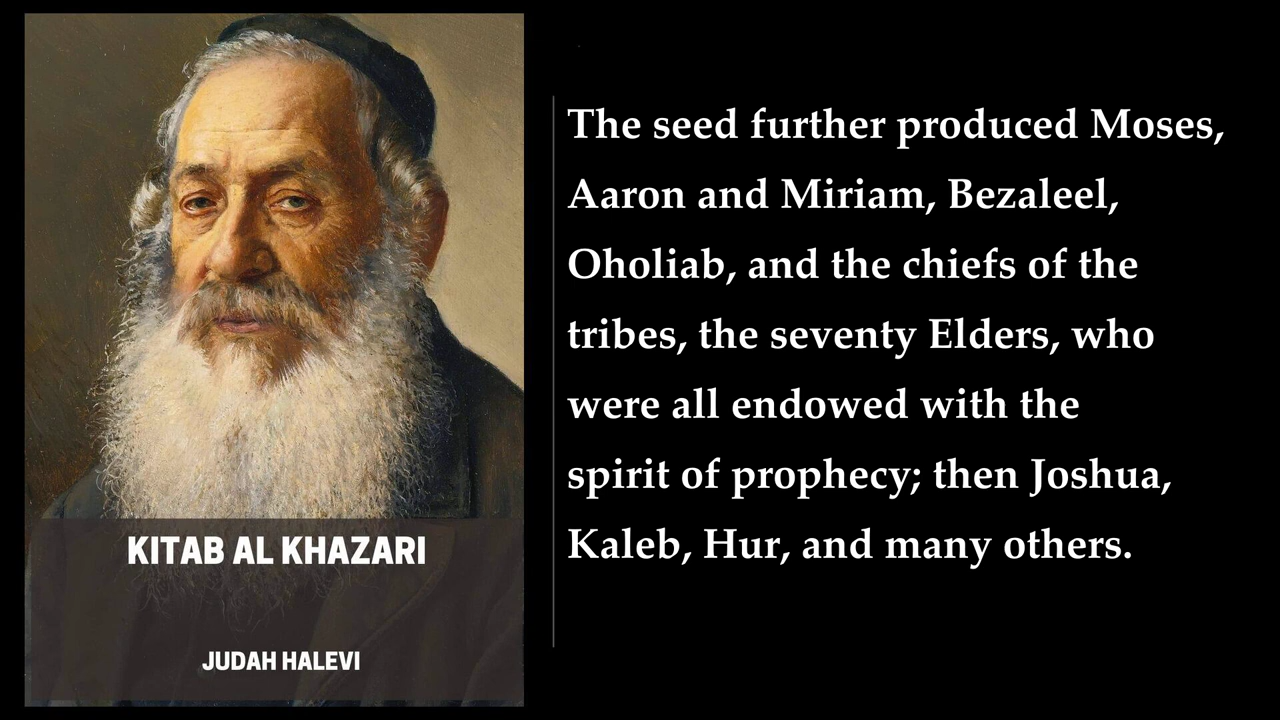 KITAB AL KHAZARI
JUDAH HALEVI
The seed further produced Moses,
Aaron and Miriam, Bezaleel,
Oholiab, and the chiefs of the
tribes, the seventy Elders, who
were all endowed with the
spirit of prophecy; then Joshua,
Kaleb, Hur, and many others.